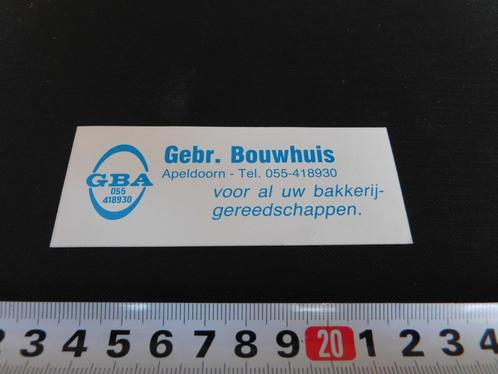 GBA
055
418930
Gebr. Bouwhuis
Apeldoorn - Tel. 055-418930
voor al uw bakkerij-
gereedschappen.
2 3 4 5 6 7 8 9 20 1 2 3 4